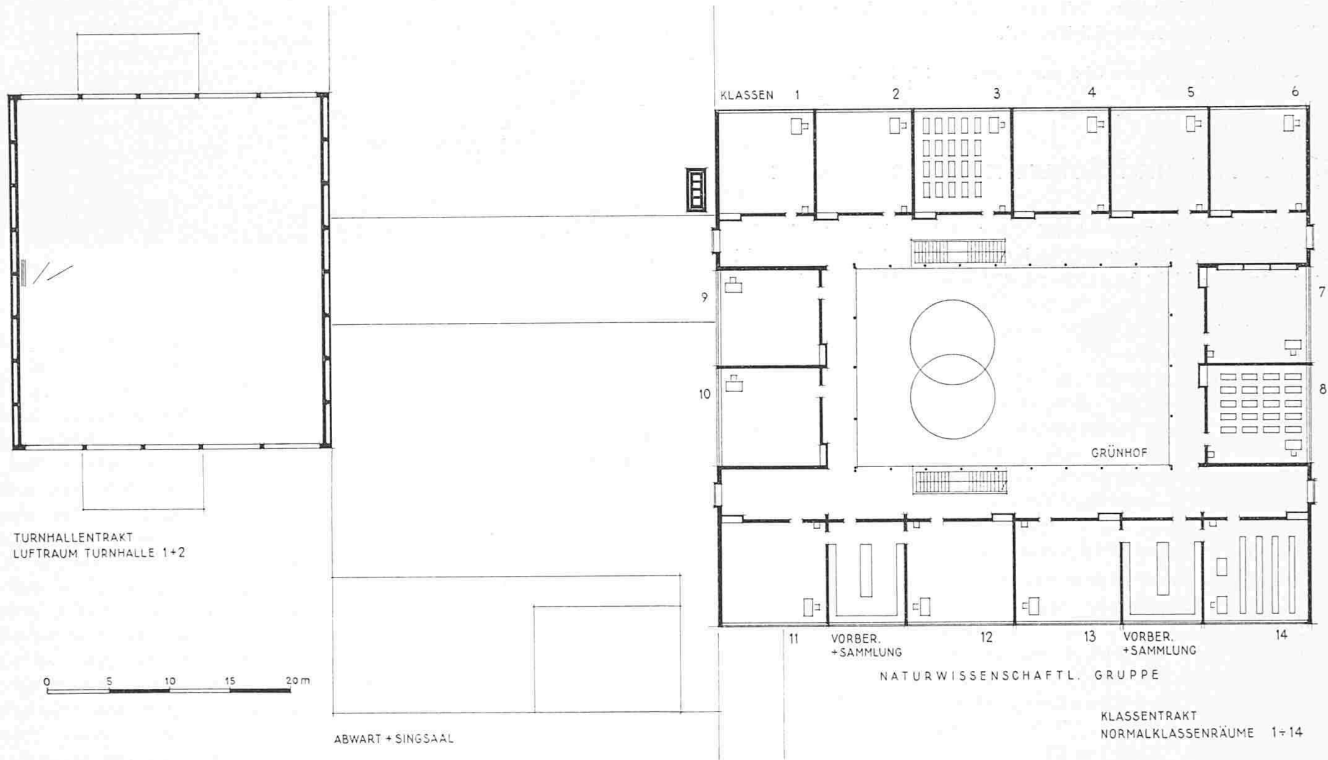 KLASSEN 1 2 3 4 5 6
7
8
9
10
GRÜNHOF
11 VORBER. 12 13 VORBER. 14
+SAMMLUNG +SAMMLUNG
NATURWISSENSCHAFTL. GRUPPE
KLASSENTRAKT
NORMALKLASSENRÄUME 1÷14
TURNHALLENTRAKT
LUFTRAUM TURNHALLE 1+2
0 5 10 15 20 m
ABWART + SINGSAAL